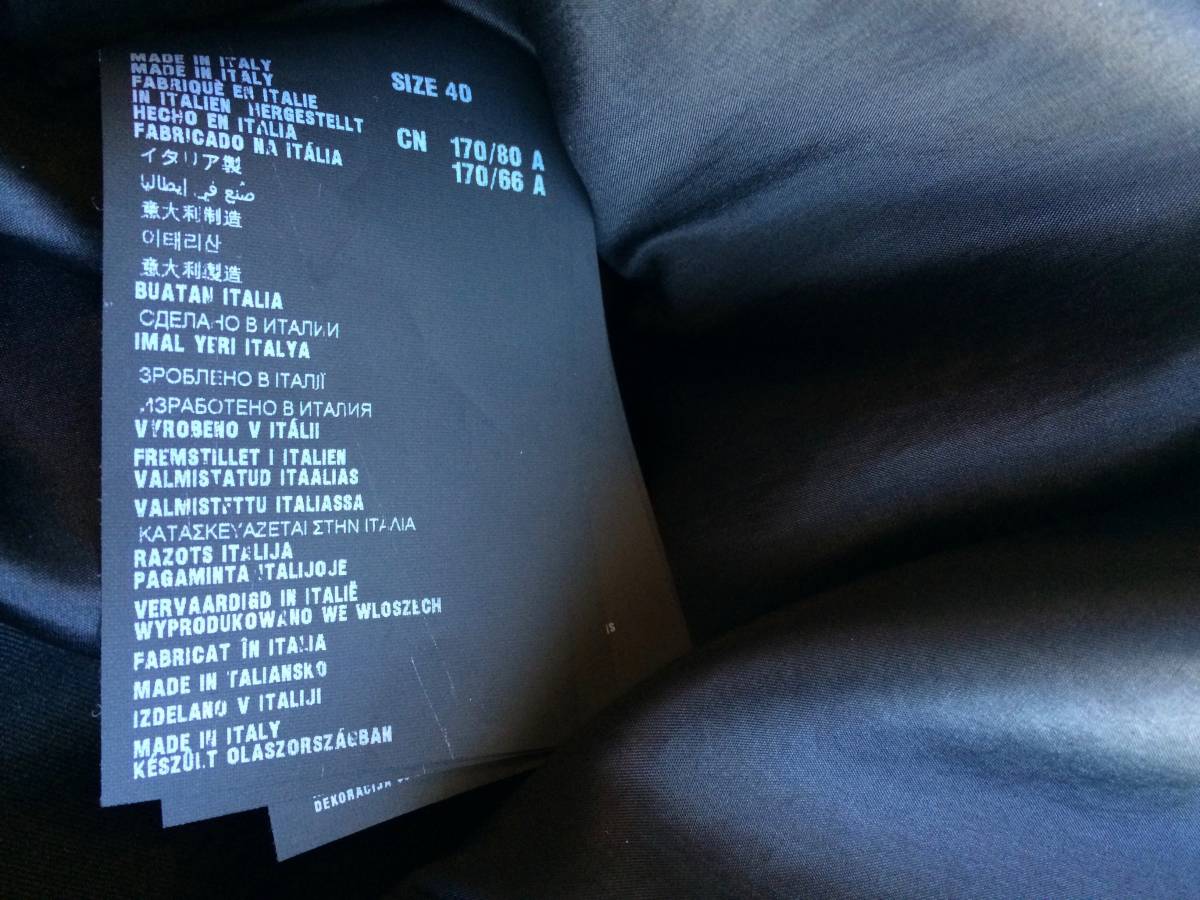 MADE IN ITALY
MADE IN ITALY
FABRIQUÈ EN ITALIE
IN ITALIEN HERGESTELLT
HECHO EN ITALIA
FABRICADO NA ITÁLIA
イタリア製
صنع في إيطاليا
意大利制造
이태리산
意大利製造
BUATAN ITALIA
СДЕЛАНО В ИТАЛИИ
IMAL YERI ITALYA
ЗРОБЛЕНО В ІТАЛІЇ
ИЗРАБОТЕНО В ИТАЛИЯ
VYROBENO V ITÁLII
FREMSTILLET I ITALIEN
VALMISTATUD ITAALIAS
VALMISTETTU ITALIASSA
ΚΑΤΑΣΚΕΥΑΖΕΤΑΙ ΣΤΗΝ ΙΤΑΛΙΑ
RAZOTS ITALIJA
PAGAMINTA ITALIJOJE
VERVAARDIGD IN ITALIË
WYPRODUKOWANO WE WLOSZECH
FABRICAT ÎN ITALIA
MADE IN TALIANSKO
IZDELANO V ITALIJI
MADE IN ITALY
KÉSZÜLT OLASZORSZÁGBAN
SIZE 40
CN 170/80 A
170/66 A
DEKORACIJA